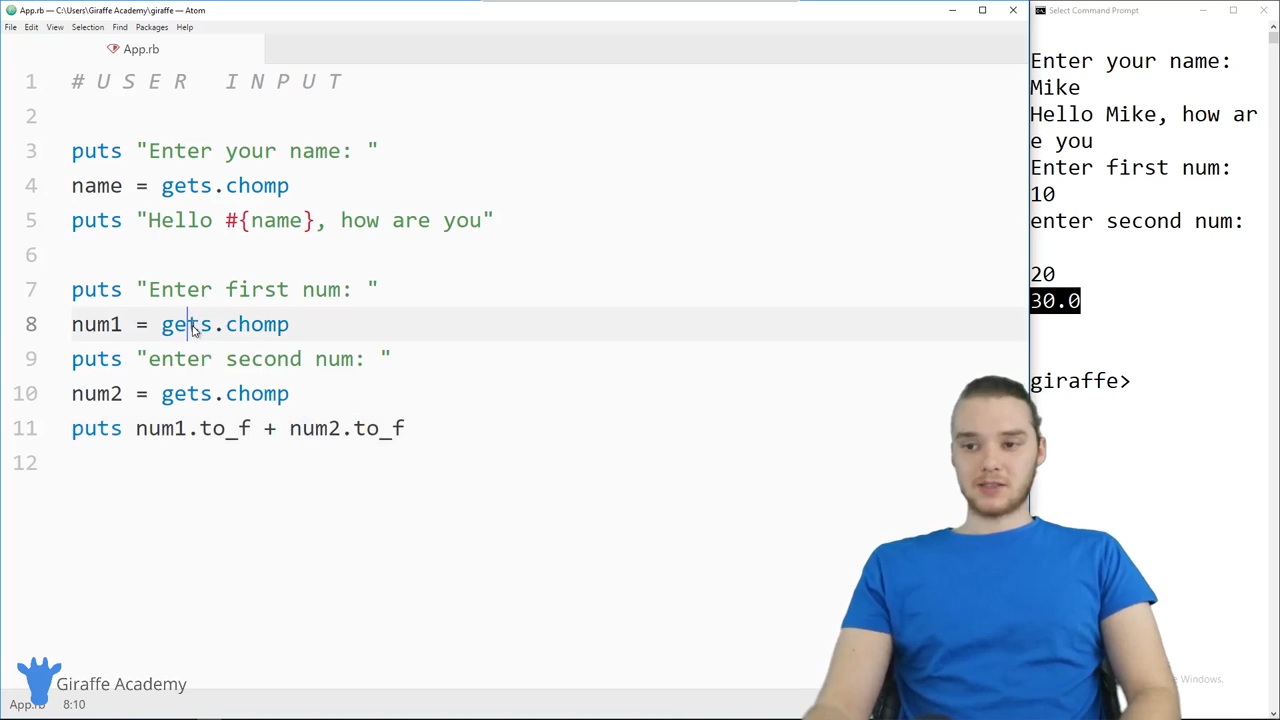 App.rb — C:\Users\Giraffe Academy\giraffe — Atom
File Edit View Selection Find Packages Help
App.rb
1 # U S E R I N P U T
2
3 puts "Enter your name: "
4 name = gets.chomp
5 puts "Hello #{name}, how are you"
6
7 puts "Enter first num: "
8 num1 = gets.chomp
9 puts "enter second num: "
10 num2 = gets.chomp
11 puts num1.to_f + num2.to_f
12
Giraffe Academy
App.rb 8:10
Select Command Prompt
Enter your name:
Mike
Hello Mike, how ar
e you
Enter first num:
10
enter second num:
20
30.0
giraffe>
Windows.